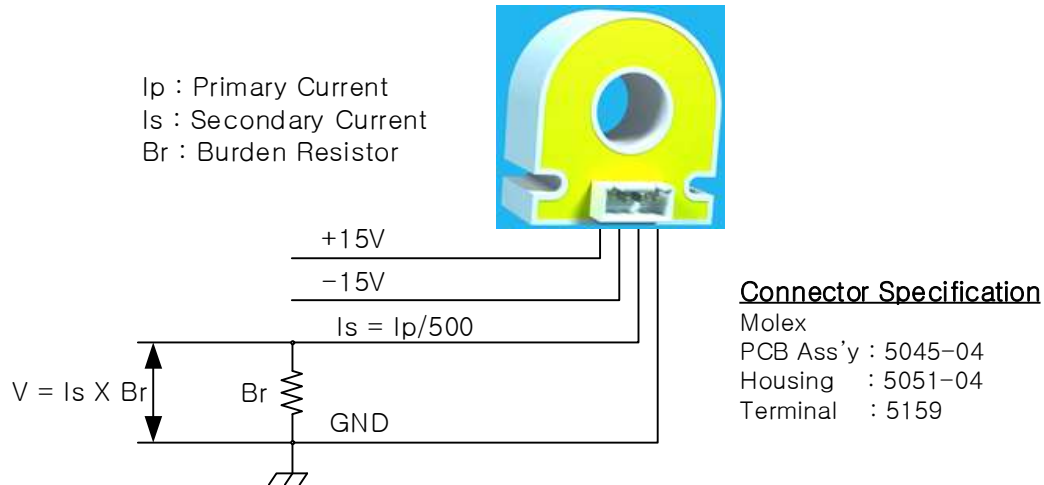 Ip : Primary Current
Is : Secondary Current
Br : Burden Resistor
+15V
-15V
Is = Ip/500
V = Is X Br
Br
GND
Connector Specification
Molex
PCB Ass'y : 5045-04
Housing : 5051-04
Terminal : 5159